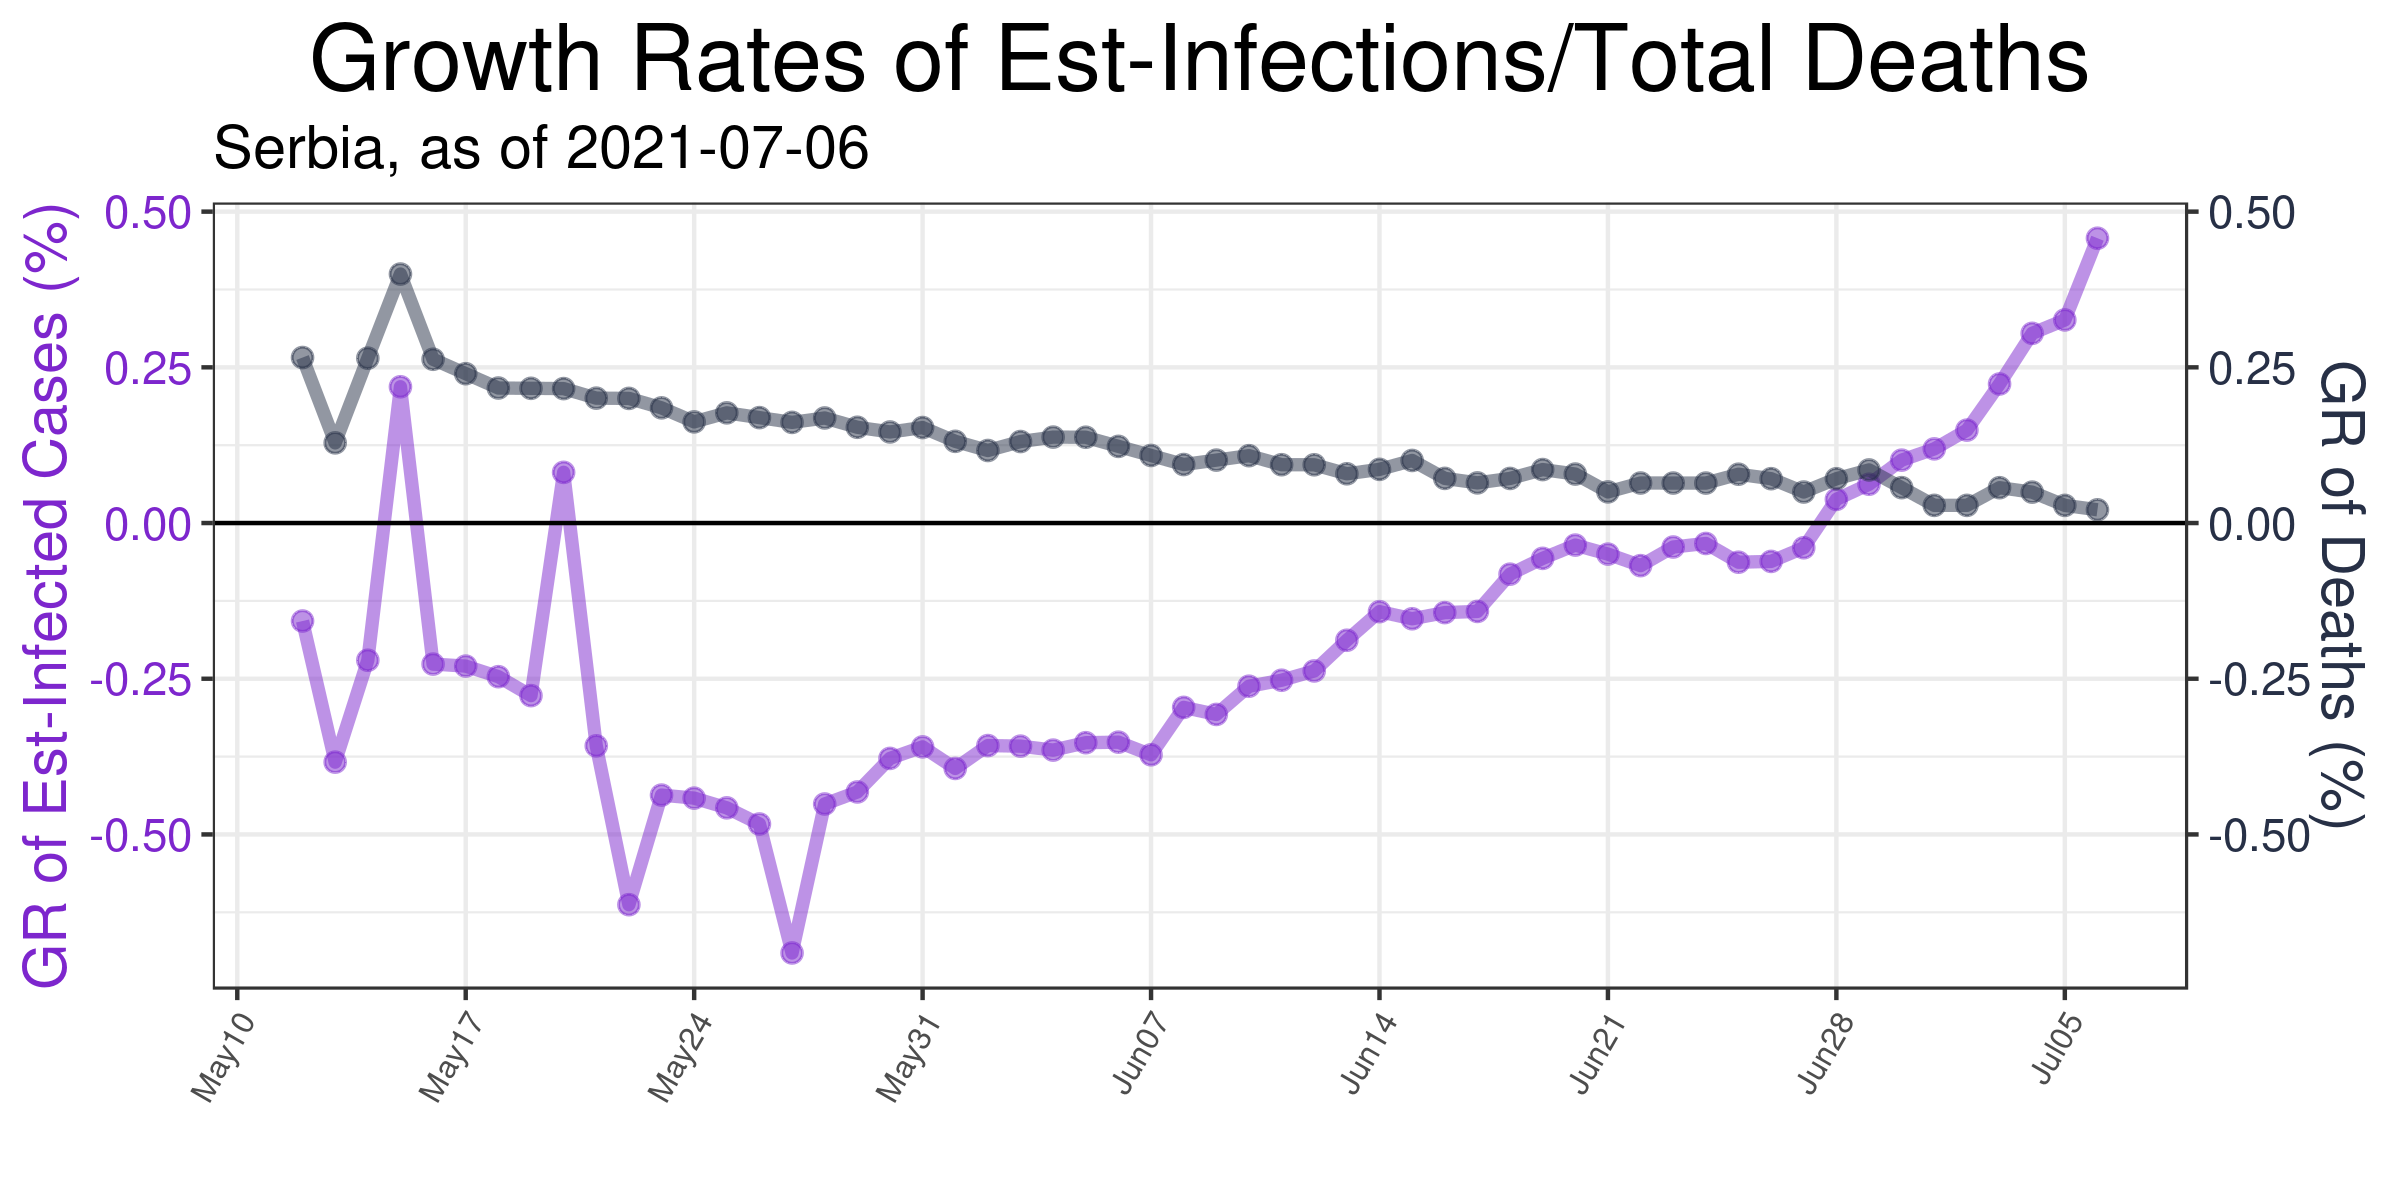 Growth Rates of Est-Infections/Total Deaths
Serbia, as of 2021-07-06
GR of Est-Infected Cases (%)
0.50
0.25
0.00
-0.25
-0.50
0.50
0.25
0.00
-0.25
-0.50
GR of Deaths (%)
May10
May17
May24
May31
Jun07
Jun14
Jun21
Jun28
Jul05